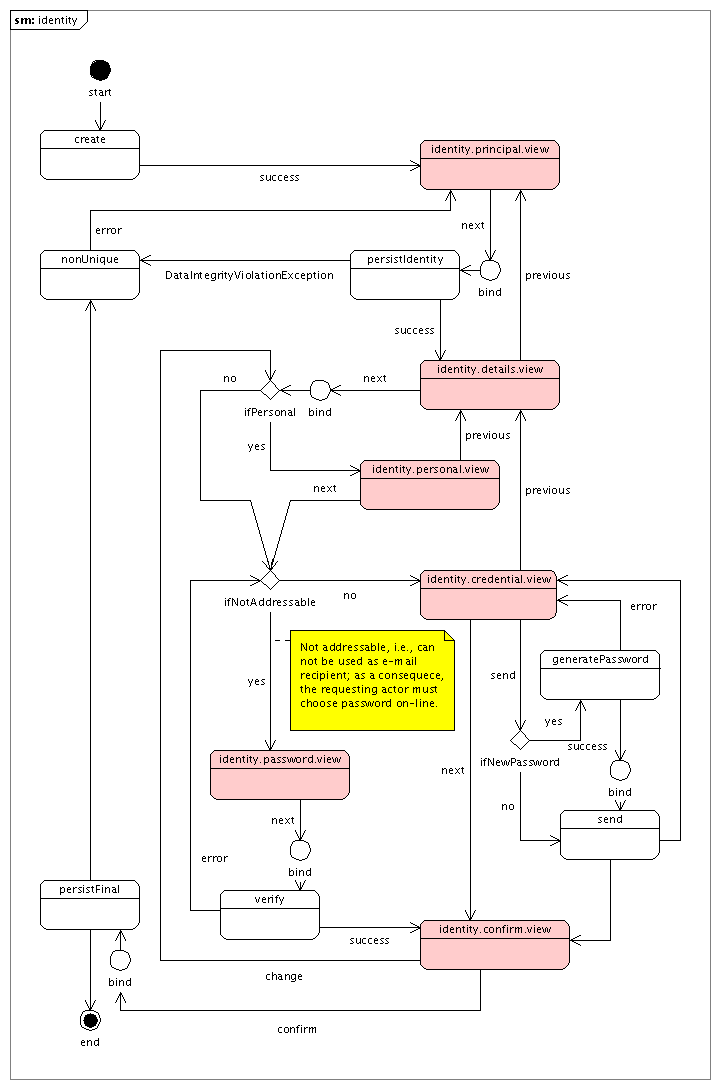 sm: identity
start
create
identity.principal.view
success
next
error
nonUnique
persistIdentity
DataIntegrityViolationException
bind
previous
success
identity.details.view
no
next
ifPersonal
bind
yes
previous
identity.personal.view
next
previous
identity.credential.view
ifNotAddressable
no
error
Not addressable, i.e., can
not be used as e-mail
recipient; as a consequece,
the requesting actor must
choose password on-line.
generatePassword
send
yes
yes
success
identity.password.view
ifNewPassword
next
bind
no
next
send
error
bind
persistFinal
verify
success
identity.confirm.view
change
bind
confirm
end